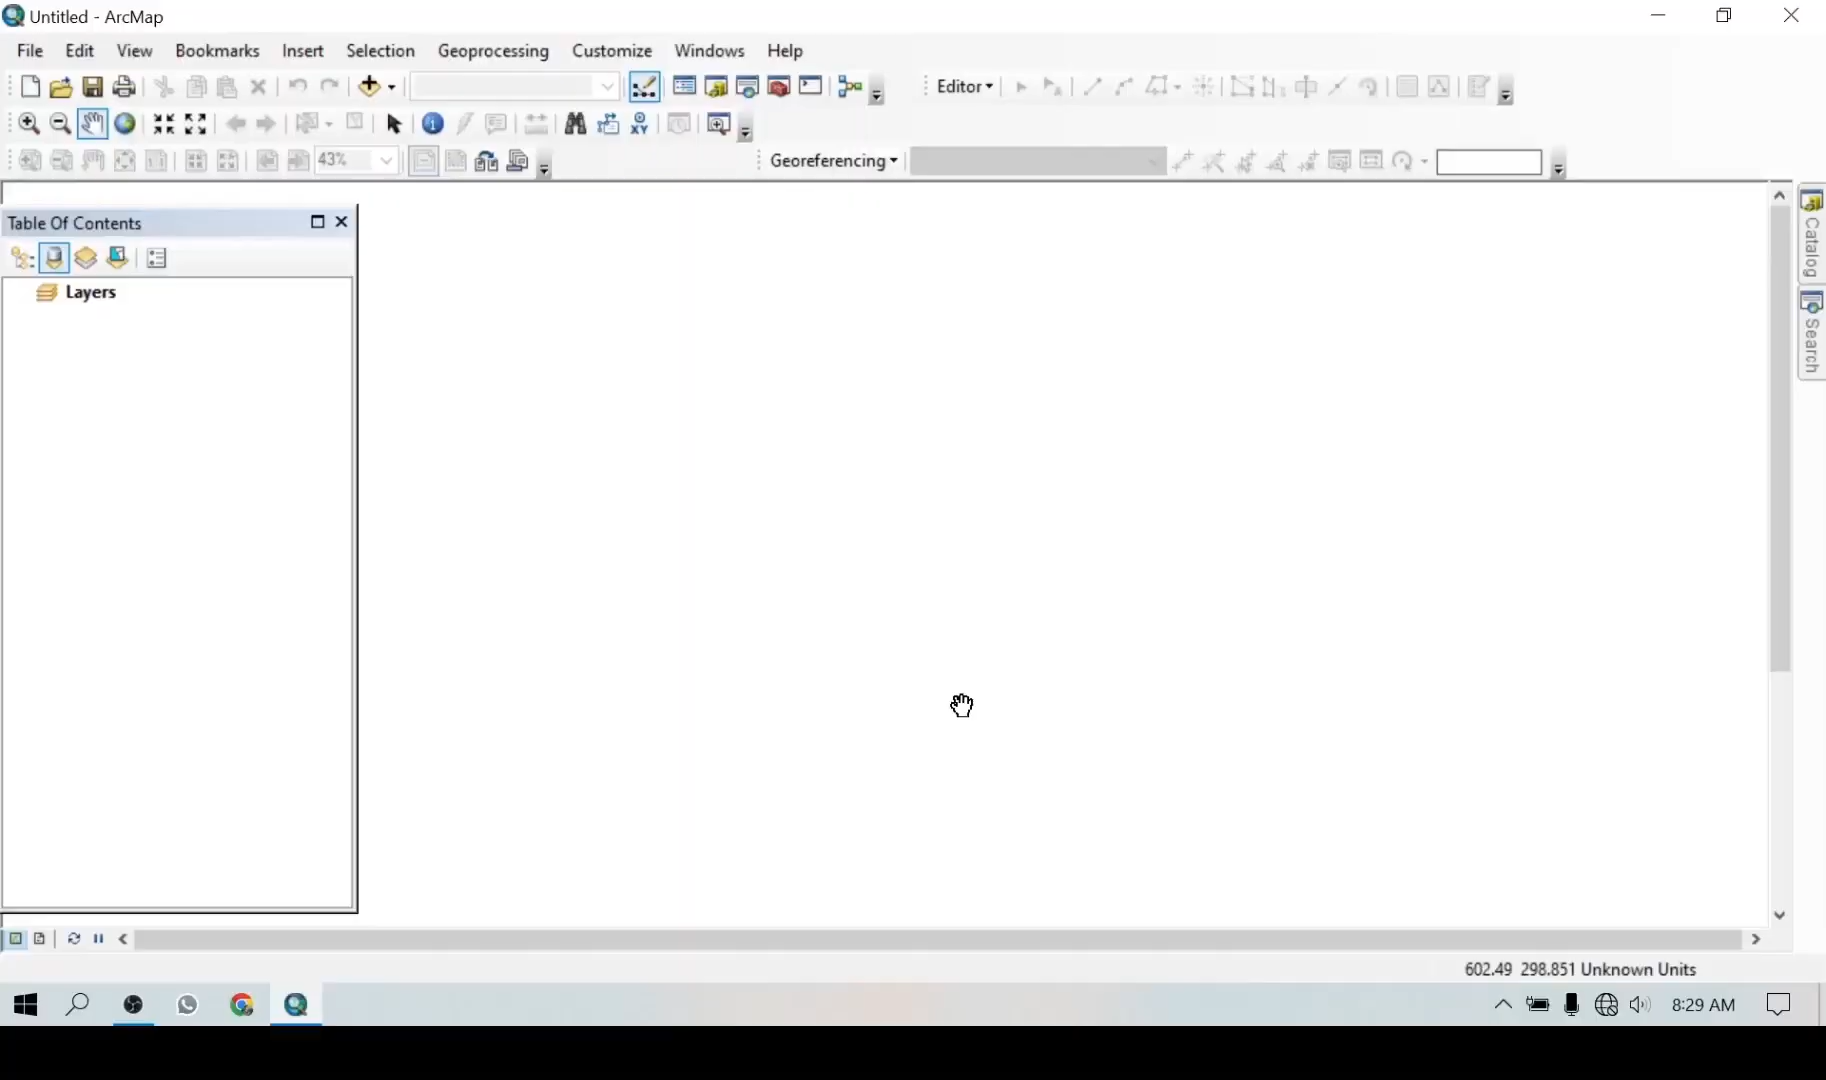 Untitled - ArcMap
File Edit View Bookmarks Insert Selection Geoprocessing Customize Windows Help
Editor
XY
43% Georeferencing
Table Of Contents
Layers
Catalog
Search
602.49 298.851 Unknown Units
8:29 AM